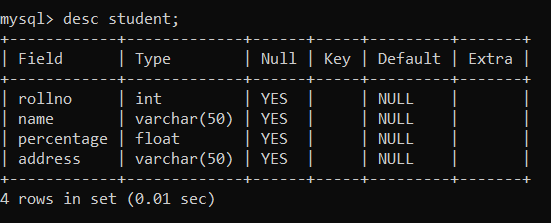 mysql> desc student;
+------------+-------------+------+-----+---------+-------+
| Field      | Type        | Null | Key | Default | Extra |
+------------+-------------+------+-----+---------+-------+
| rollno     | int         | YES  |     | NULL    |       |
| name       | varchar(50) | YES  |     | NULL    |       |
| percentage | float       | YES  |     | NULL    |       |
| address    | varchar(50) | YES  |     | NULL    |       |
+------------+-------------+------+-----+---------+-------+
4 rows in set (0.01 sec)